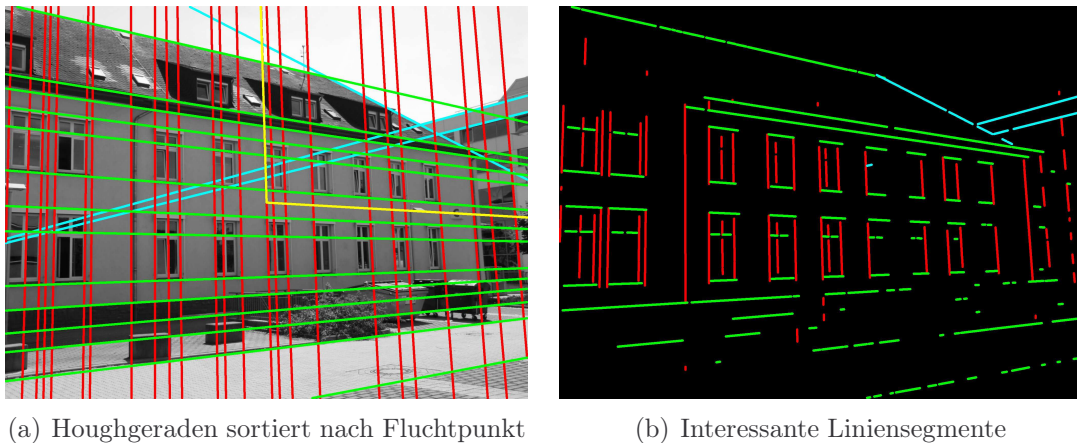 (a) Houghgeraden sortiert nach Fluchtpunkt
(b) Interessante Liniensegmente